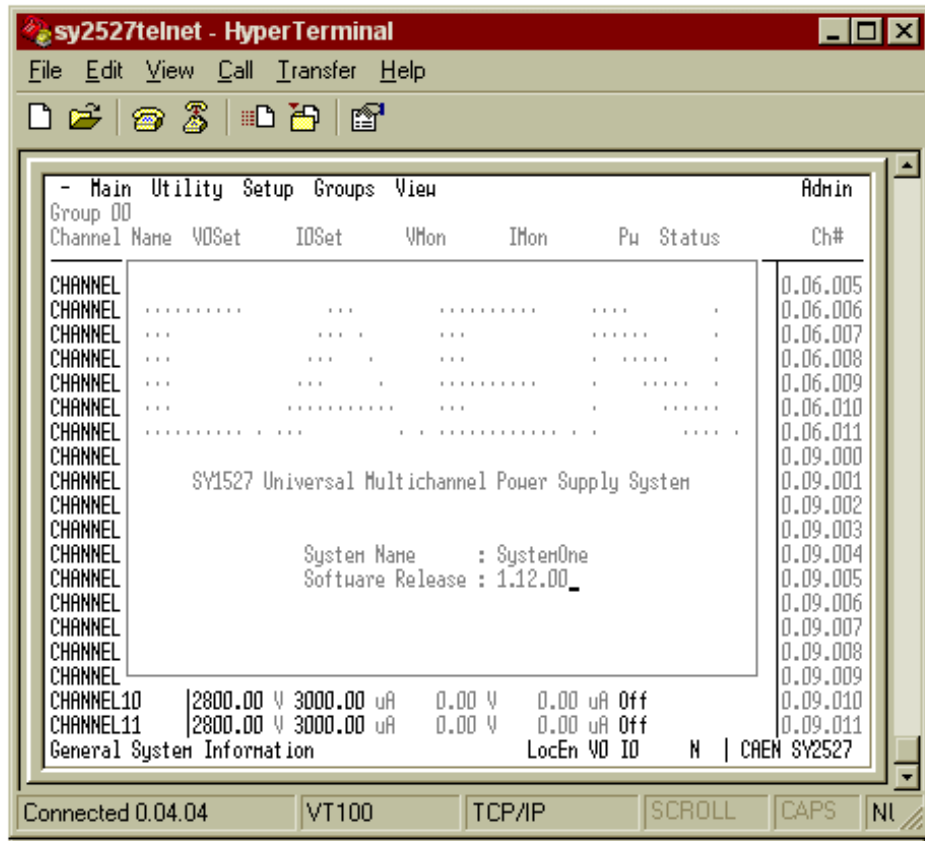 sy2527telnet - HyperTerminal
File Edit View Call Transfer Help
- Main Utility Setup Groups View Admin
Group 00
Channel Name V0Set I0Set VMon IMon Pw Status Ch#
CHANNEL 0.06.005
CHANNEL 0.06.006
CHANNEL 0.06.007
CHANNEL 0.06.008
CHANNEL 0.06.009
CHANNEL 0.06.010
CHANNEL 0.06.011
CHANNEL 0.09.000
CHANNEL SY1527 Universal Multichannel Power Supply System 0.09.001
CHANNEL 0.09.002
CHANNEL 0.09.003
CHANNEL System Name : SystemOne 0.09.004
CHANNEL Software Release : 1.12.00_ 0.09.005
CHANNEL 0.09.006
CHANNEL 0.09.007
CHANNEL 0.09.008
CHANNEL 0.09.009
CHANNEL10 2800.00 V 3000.00 uA 0.00 V 0.00 uA Off 0.09.010
CHANNEL11 2800.00 V 3000.00 uA 0.00 V 0.00 uA Off 0.09.011
General System Information LocEn V0 I0 N | CAEN SY2527
Connected 0.04.04 VT100 TCP/IP SCROLL CAPS